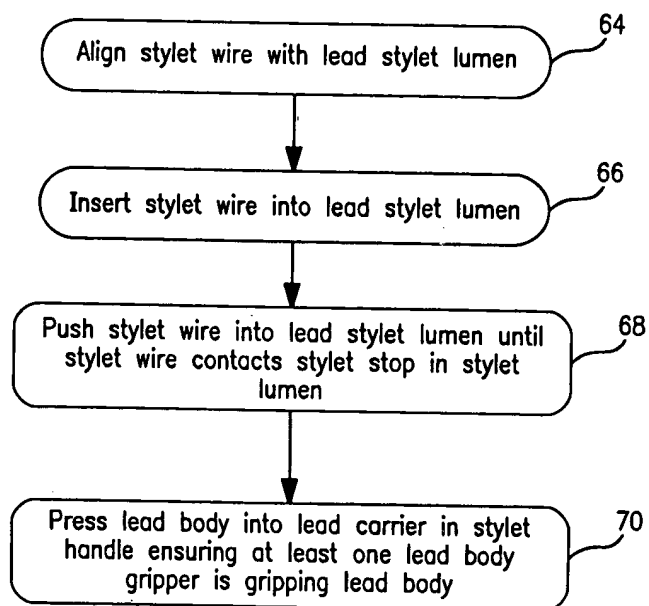 Align stylet wire with lead stylet lumen
64
Insert stylet wire into lead stylet lumen
66
Push stylet wire into lead stylet lumen until
stylet wire contacts stylet stop in stylet
lumen
68
Press lead body into lead carrier in stylet
handle ensuring at least one lead body
gripper is gripping lead body
70